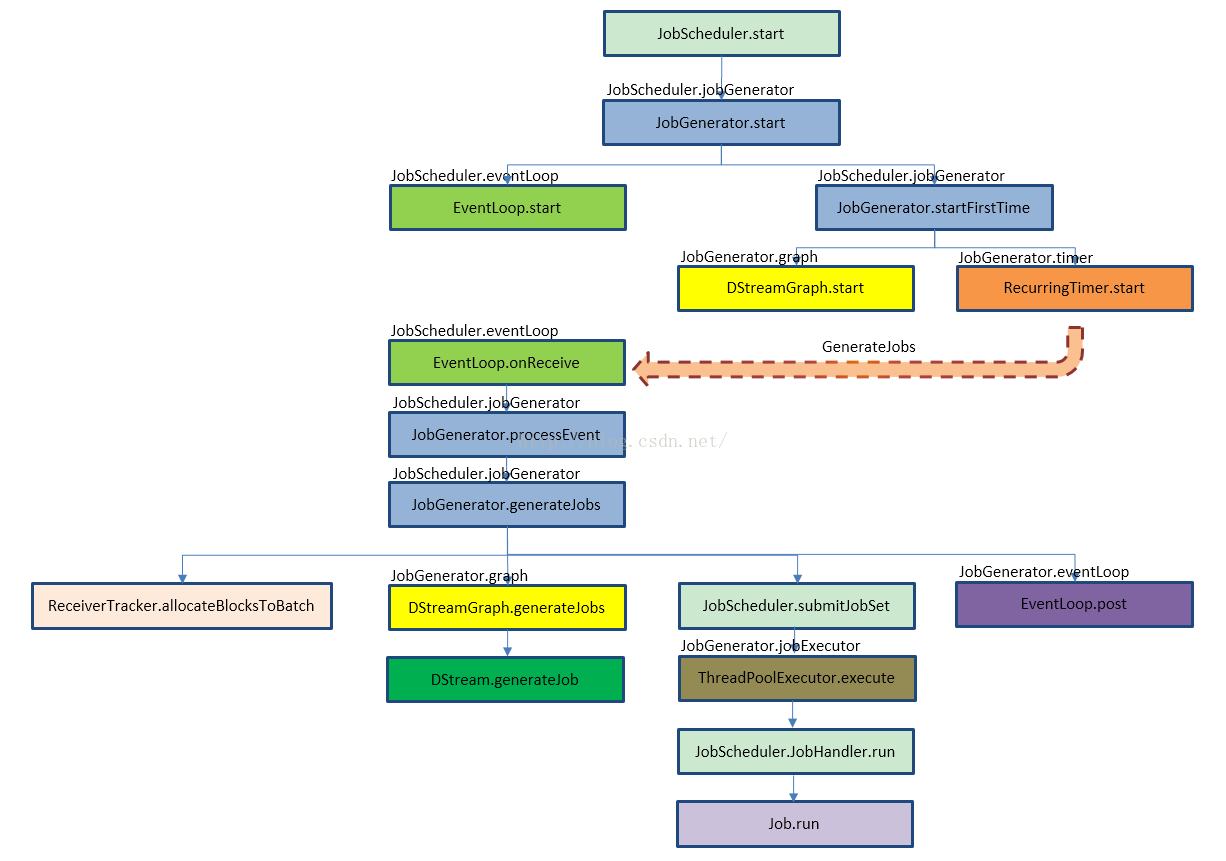 JobScheduler.start
JobScheduler.jobGenerator
JobGenerator.start
JobScheduler.eventLoop
JobScheduler.jobGenerator
EventLoop.start
JobGenerator.startFirstTime
JobGenerator.graph
JobGenerator.timer
DStreamGraph.start
RecurringTimer.start
JobScheduler.eventLoop
GenerateJobs
EventLoop.onReceive
JobScheduler.jobGenerator
JobGenerator.processEvent
.csdn.net/
JobScheduler.jobGenerator
JobGenerator.generateJobs
JobGenerator.graph
JobGenerator.eventLoop
ReceiverTracker.allocateBlocksToBatch
DStreamGraph.generateJobs
JobScheduler.submitJobSet
EventLoop.post
JobGenerator.jobExecutor
DStream.generateJob
ThreadPoolExecutor.execute
JobScheduler.JobHandler.run
Job.run